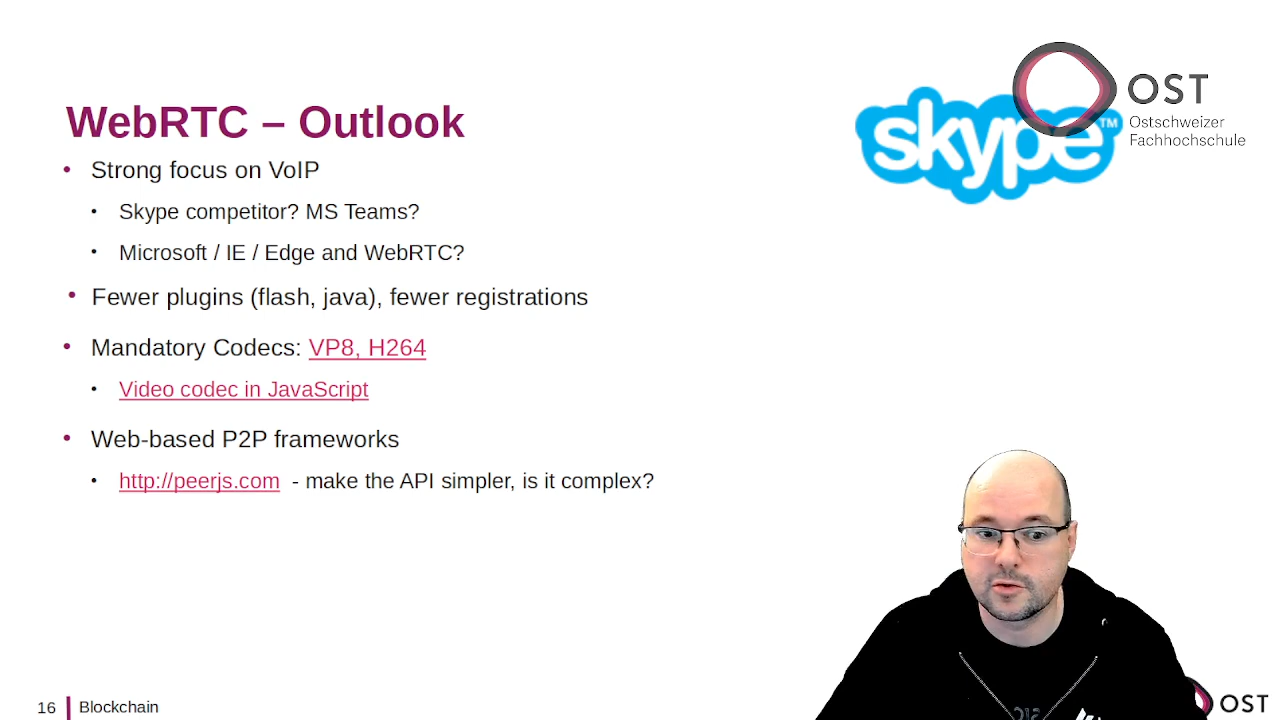 skype™
OST
Ostschweizer
Fachhochschule
WebRTC – Outlook
• Strong focus on VoIP
• Skype competitor? MS Teams?
• Microsoft / IE / Edge and WebRTC?
• Fewer plugins (flash, java), fewer registrations
• Mandatory Codecs: VP8, H264
• Video codec in JavaScript
• Web-based P2P frameworks
• http://peerjs.com - make the API simpler, is it complex?
16 Blockchain
OST